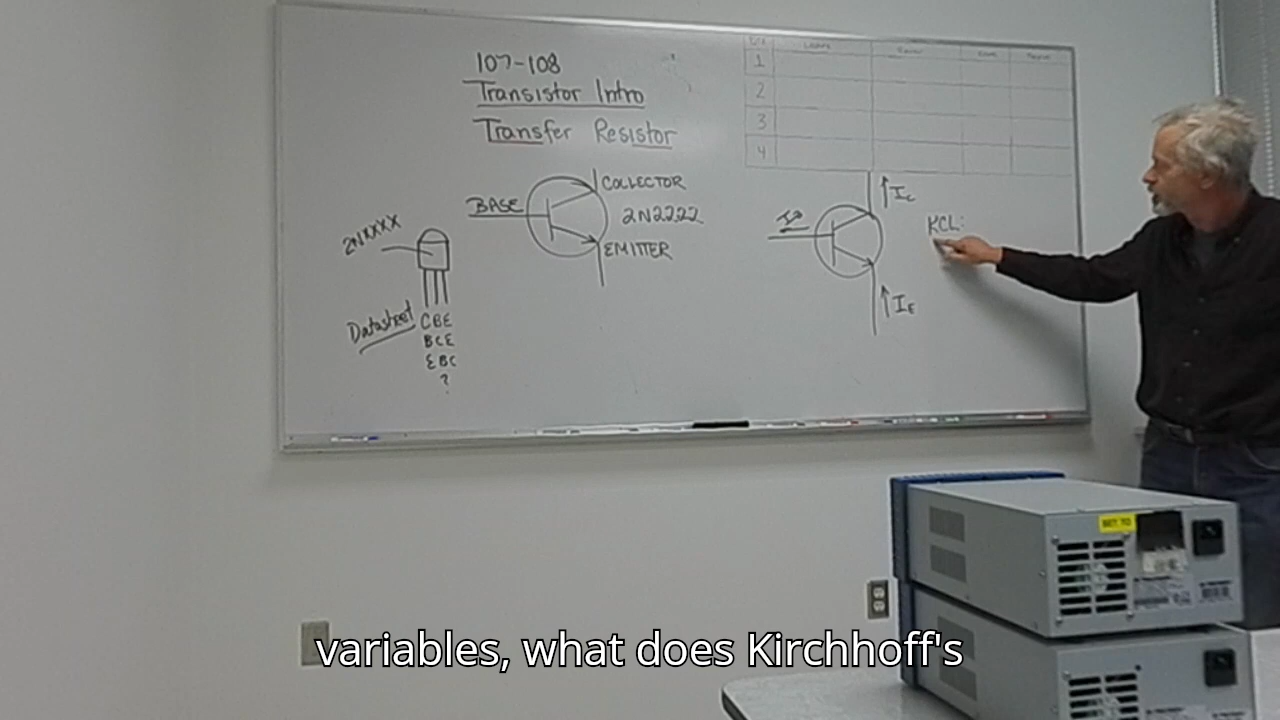 107-108
Transistor Intro
Transfer Resistor
1
2
3
4
BASE
COLLECTOR
2N2222
EMITTER
2NXXXX
Datasheet
CBE
BCE
EBC
?
IC
IE
KCL:
variables, what does Kirchhoff's